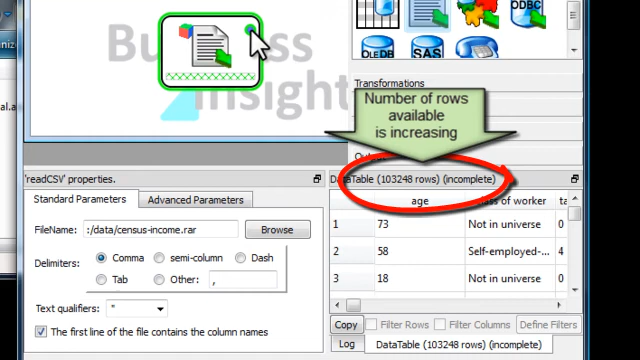 Business
Insight
ODBC
OLeDB
SAS
Transformations
Number of rows
available
is increasing
'readCSV' properties.
DataTable (103248 rows) (incomplete)
Standard Parameters
Advanced Parameters
age
class of worker
1
73
Not in universe
2
58
Self-employed-...
4
3
18
Not in universe
FileName:
:/data/census-income.rar
Browse
Delimiters:
Comma
semi-column
Dash
Tab
Other:
,
Text qualifiers:
"
The first line of the file contains the column names
Copy
Filter Rows
Filter Columns
Define Filters
Log
DataTable (103248 rows) (incomplete)